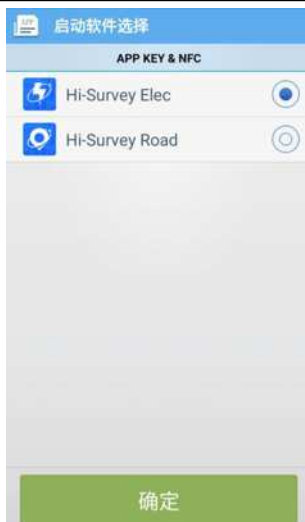 启动软件选择
APP KEY & NFC
Hi-Survey Elec
Hi-Survey Road
确定